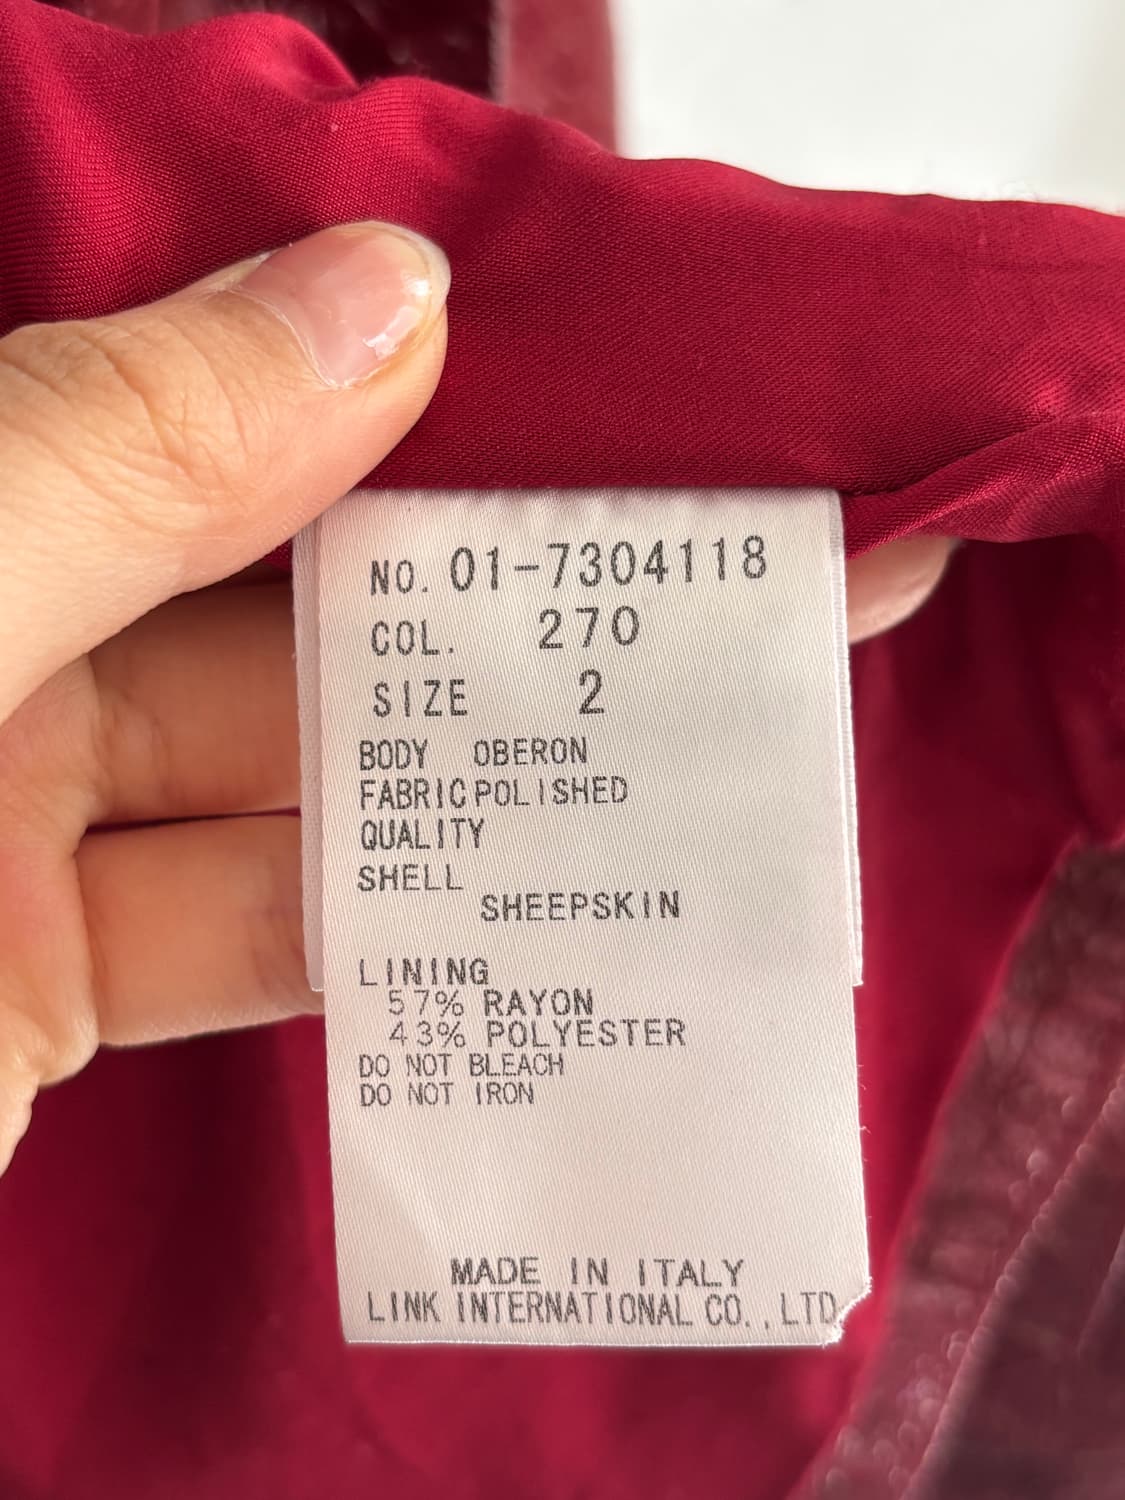 NO. 01-7304118
COL. 270
SIZE 2
BODY OBERON
FABRIC POLISHED
QUALITY
SHELL
SHEEPSKIN
LINING
57% RAYON
43% POLYESTER
DO NOT BLEACH
DO NOT IRON
MADE IN ITALY
LINK INTERNATIONAL CO., LTD